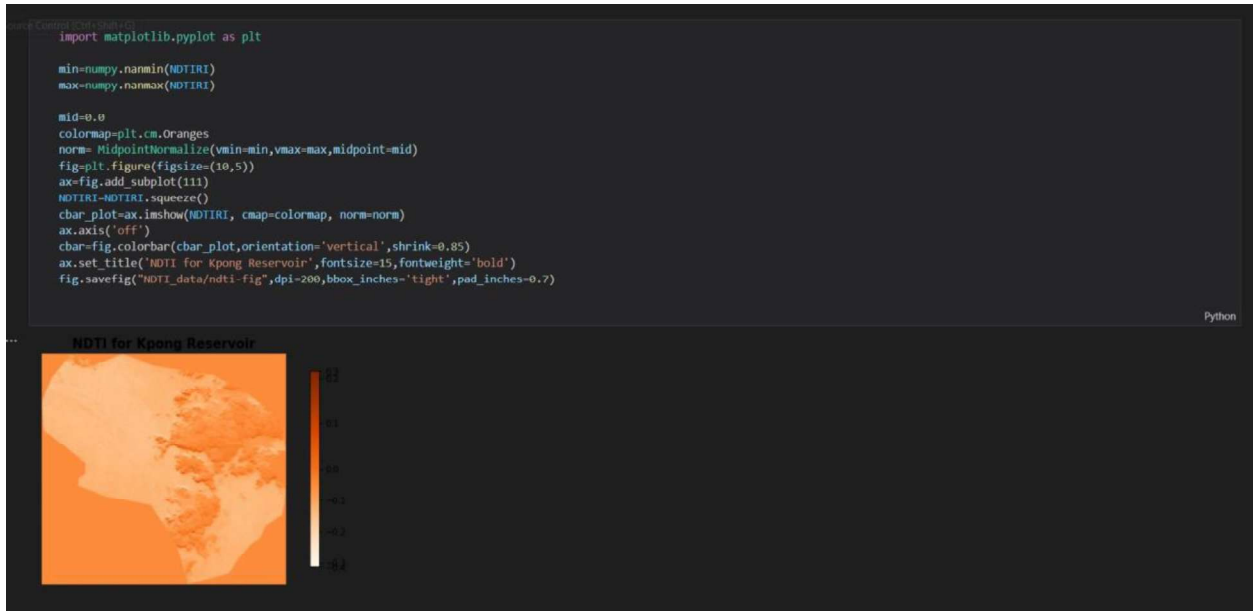 import matplotlib.pyplot as plt
min=numpy.nanmin(NDTIRI)
max=numpy.nanmax(NDTIRI)
mid=0.0
colormap=plt.cm.Oranges
norm= MidpointNormalize(vmin=min,vmax=max,midpoint=mid)
fig=plt.figure(figsize=(10,5))
ax=fig.add_subplot(111)
NDTIRI=NDTIRI.squeeze()
cbar_plot=ax.imshow(NDTIRI, cmap=colormap, norm=norm)
ax.axis('off')
cbar=fig.colorbar(cbar_plot,orientation='vertical',shrink=0.85)
ax.set_title('NDTI for Kpong Reservoir',fontsize=15,fontweight='bold')
fig.savefig("NDTI_data/ndti-fig",dpi=200,bbox_inches='tight',pad_inches=0.7)
Python
...
NDTI for Kpong Reservoir
0.0